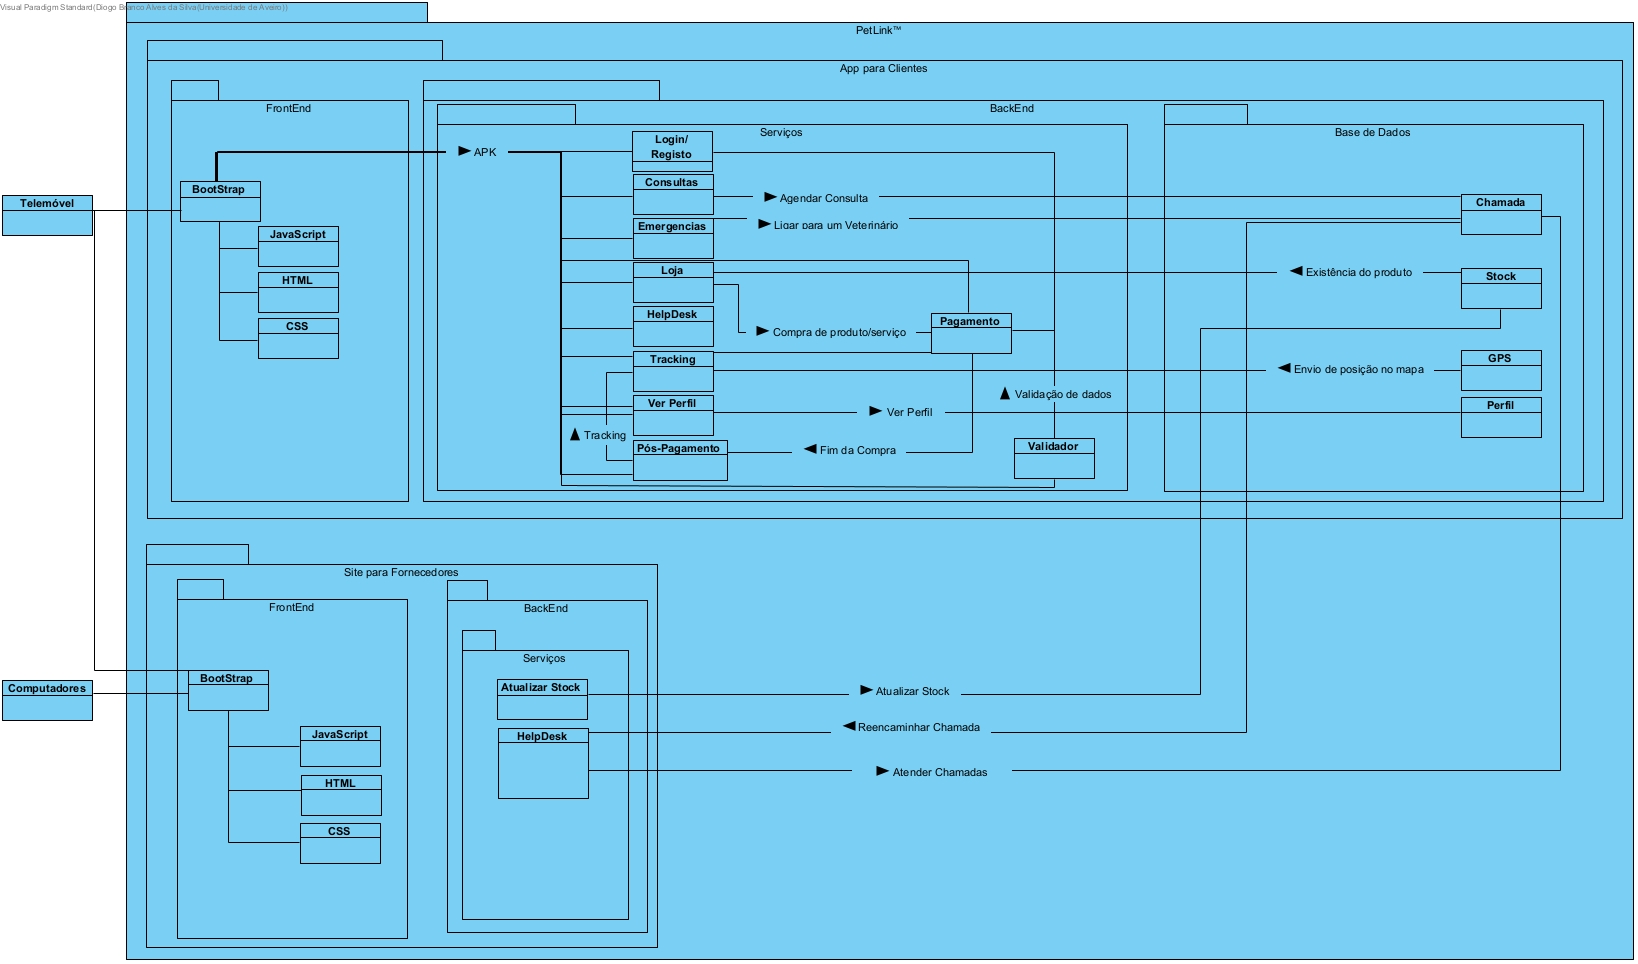 Visual Paradigm Standard(Diogo Branco Alves da Silva(Universidade de Aveiro))
PetLink™
App para Clientes
FrontEnd
BackEnd
Serviços
Base de Dados
Login/
Registo
APK
BootStrap
Telemóvel
JavaScript
HTML
CSS
Consultas
Agendar Consulta
Emergencias
Ligar para um Veterinário
Chamada
Loja
Existência do produto
Stock
HelpDesk
Compra de produto/serviço
Pagamento
Tracking
Envio de posição no mapa
GPS
Validação de dados
Ver Perfil
Ver Perfil
Perfil
Tracking
Pós-Pagamento
Fim da Compra
Validador
Site para Fornecedores
FrontEnd
BackEnd
Serviços
BootStrap
Computadores
JavaScript
HTML
CSS
Atualizar Stock
Atualizar Stock
HelpDesk
Reencaminhar Chamada
Atender Chamadas